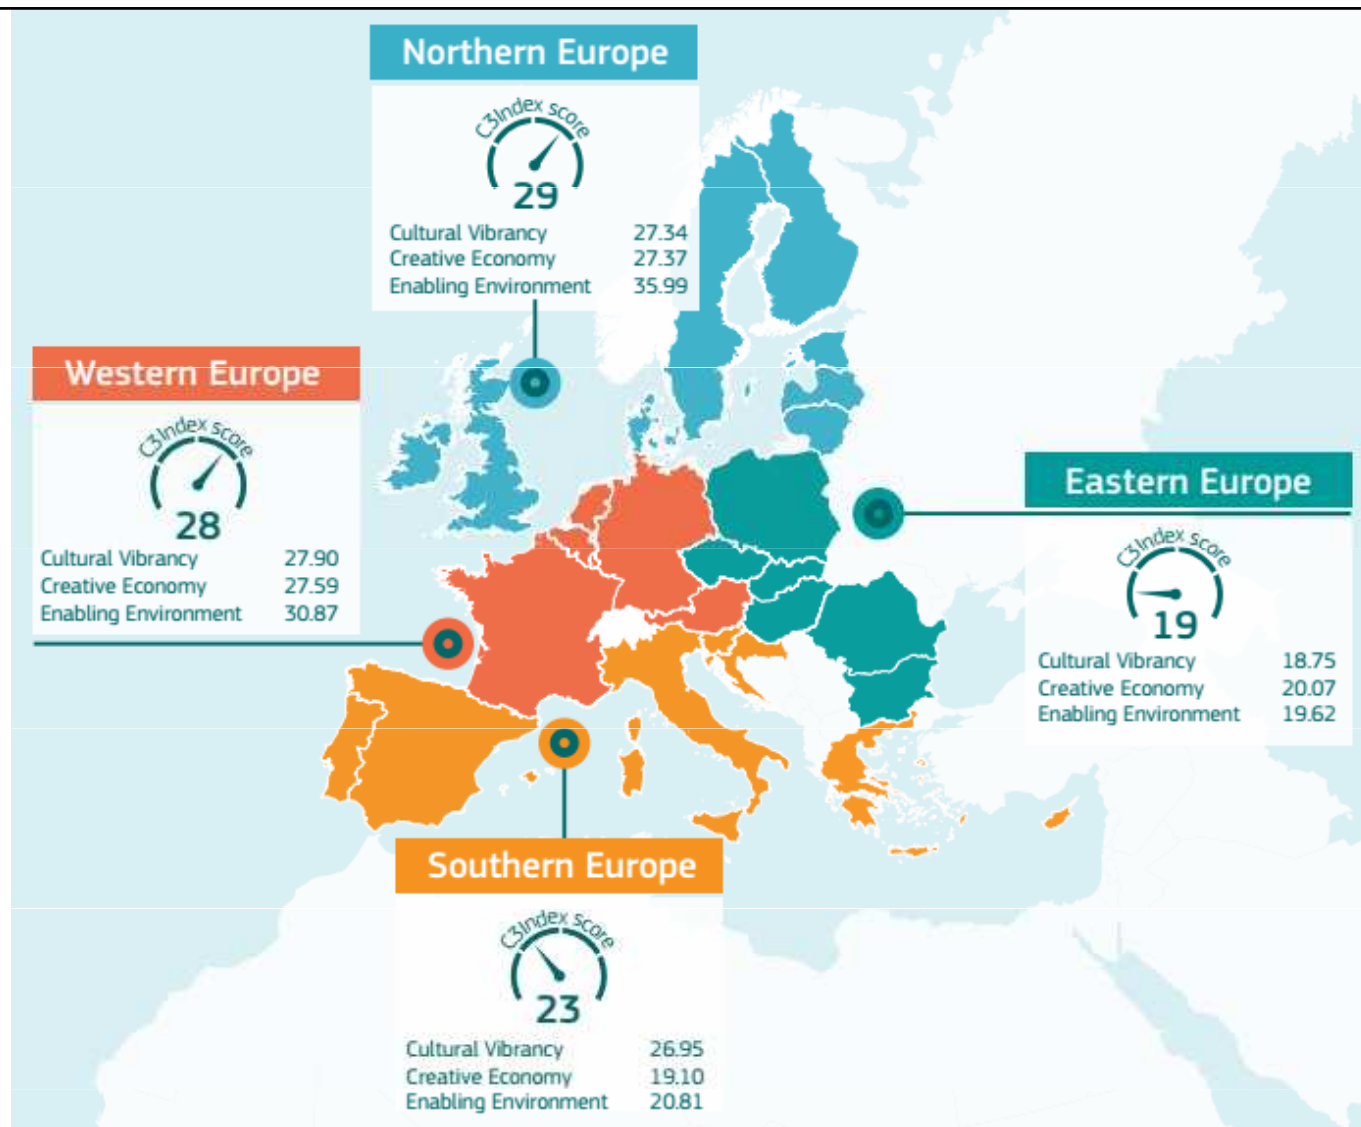 Northern Europe
C3Index score
29
Cultural Vibrancy 27.34
Creative Economy 27.37
Enabling Environment 35.99
Western Europe
C3Index score
28
Cultural Vibrancy 27.90
Creative Economy 27.59
Enabling Environment 30.87
Eastern Europe
C3Index score
19
Cultural Vibrancy 18.75
Creative Economy 20.07
Enabling Environment 19.62
Southern Europe
C3Index score
23
Cultural Vibrancy 26.95
Creative Economy 19.10
Enabling Environment 20.81